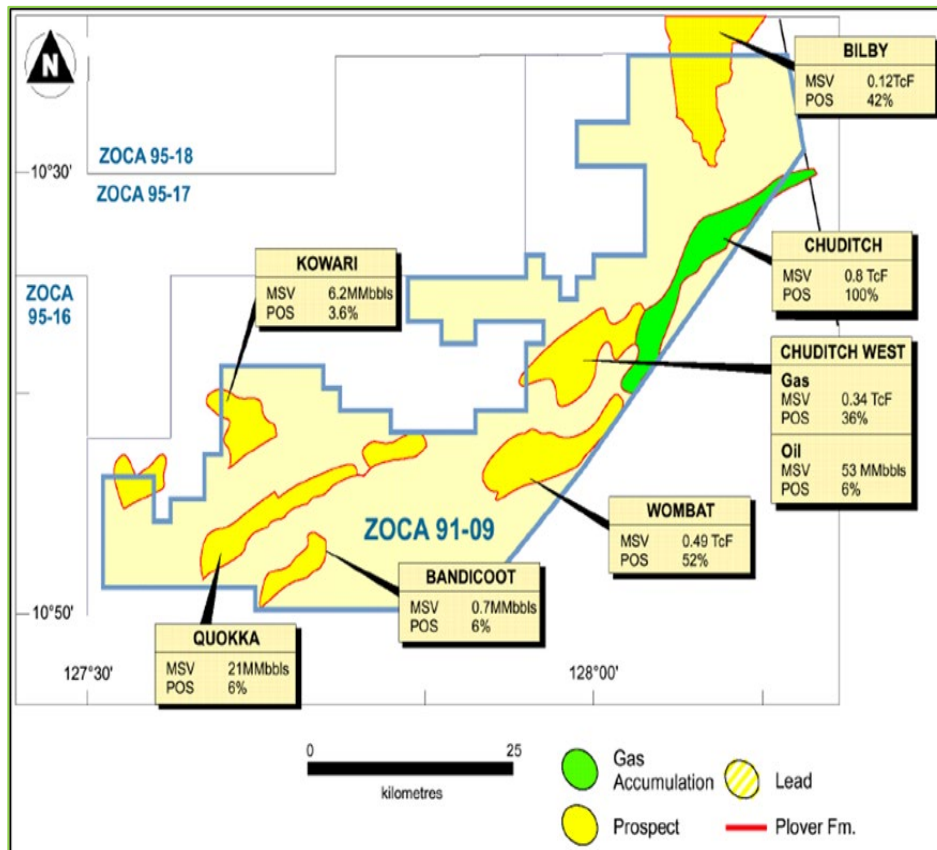 N
BILBY
MSV 0.12TcF
POS 42%
ZOCA 95-18
10°30'
ZOCA 95-17
CHUDITCH
MSV 0.8 TcF
POS 100%
KOWARI
MSV 6.2MMbbls
POS 3.6%
ZOCA
95-16
CHUDITCH WEST
Gas
MSV 0.34 TcF
POS 36%
Oil
MSV 53 MMbbls
POS 6%
WOMBAT
MSV 0.49 TcF
POS 52%
ZOCA 91-09
BANDICOOT
MSV 0.7MMbbls
POS 6%
10°50'
QUOKKA
MSV 21MMbbls
POS 6%
127°30'
128°00'
0 25
kilometres
Gas
Accumulation
Lead
Prospect
Plover Fm.